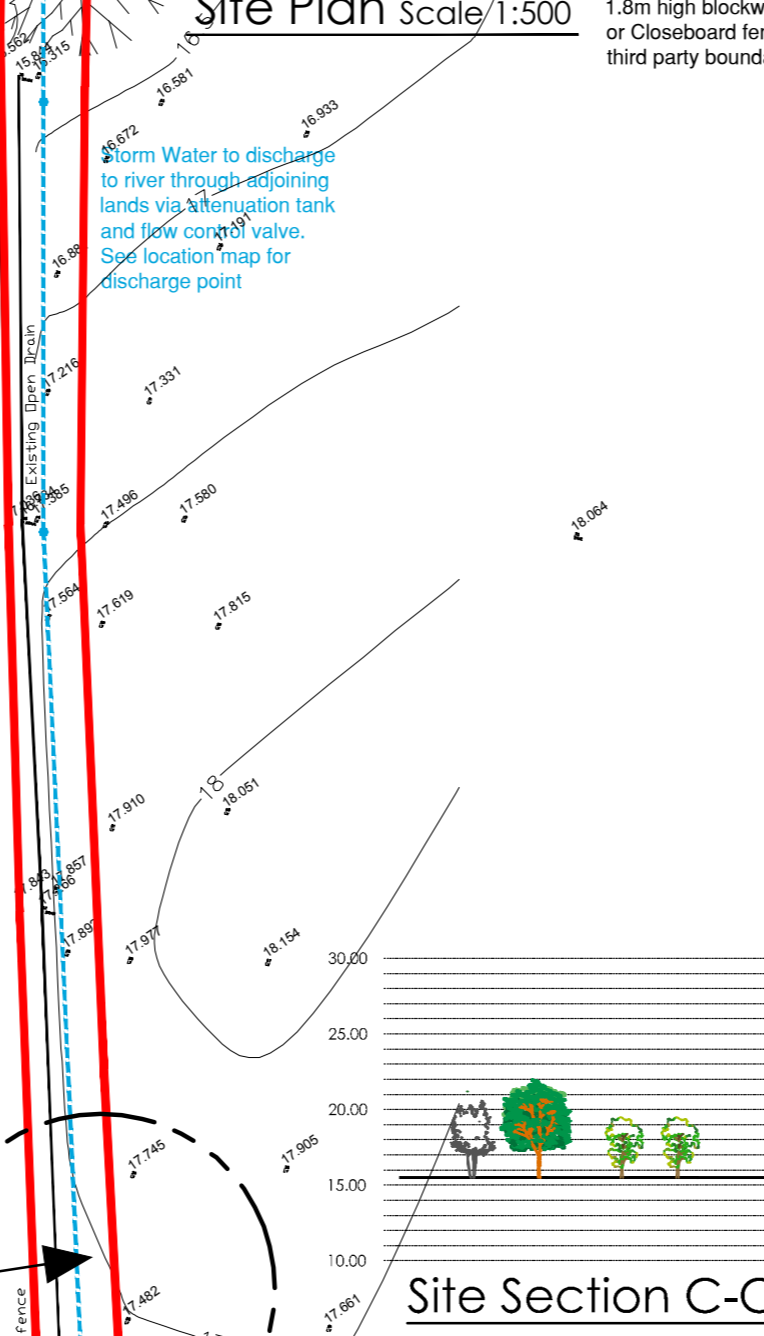 Site Plan Scale 1:500
1.8m high blockw
or Closeboard fer
third party bounda
16.581
16.933
16.672
Storm Water to discharge
to river through adjoining
lands via attenuation tank
and flow control valve.
See location map for
discharge point
17
17.191
16.88
Existing Open Drain
17.216
17.331
17.496
17.580
18.064
17.564
17.619
17.815
18
18.051
17.910
17.977
18.154
30.00
25.00
20.00
15.00
10.00
17.745
17.905
17.482
17.661
fence
Site Section C-C